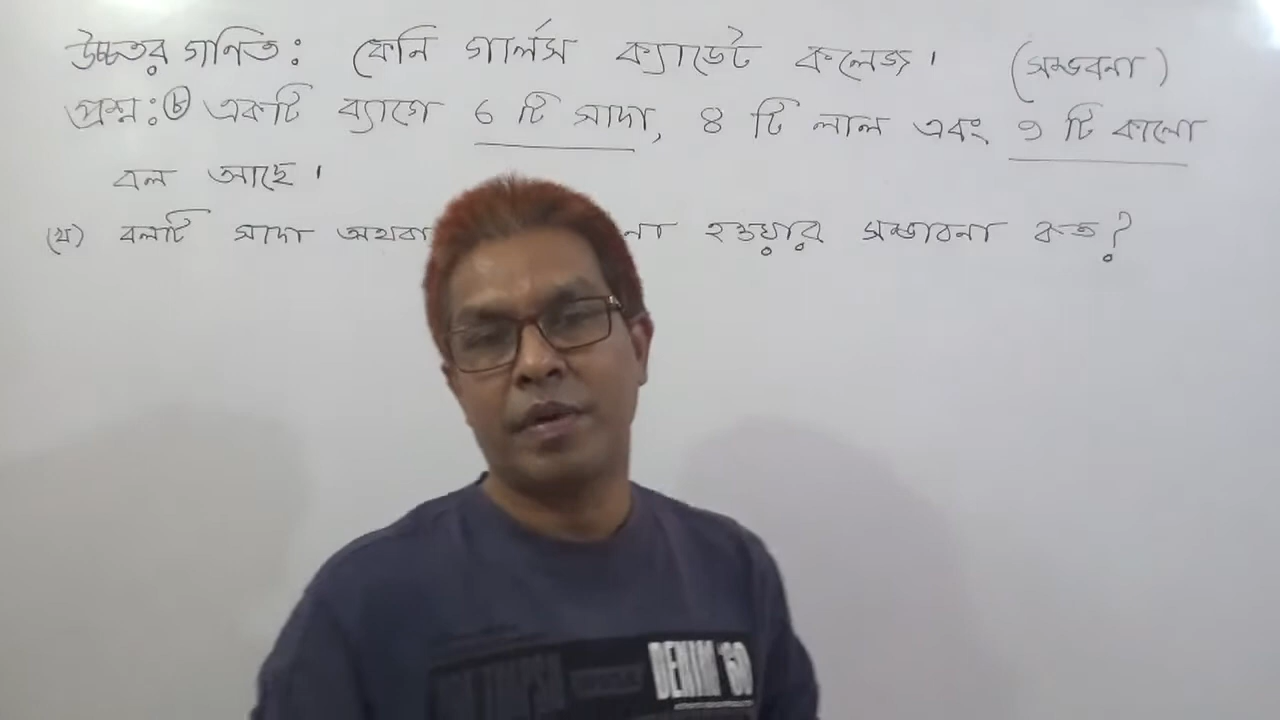 উচ্চতর গণিত: ফেনি গার্লস ক্যাডেট কলেজ। (সম্ভবনা)
প্রশ্ন: ৮ একটি ব্যাগে ৬ টি সাদা, ৪ টি লাল এবং ৭ টি কালো
বল আছে।
(খ) বলটি সাদা অথবা হওয়ার সম্ভাবনা কত?
DENIM '60